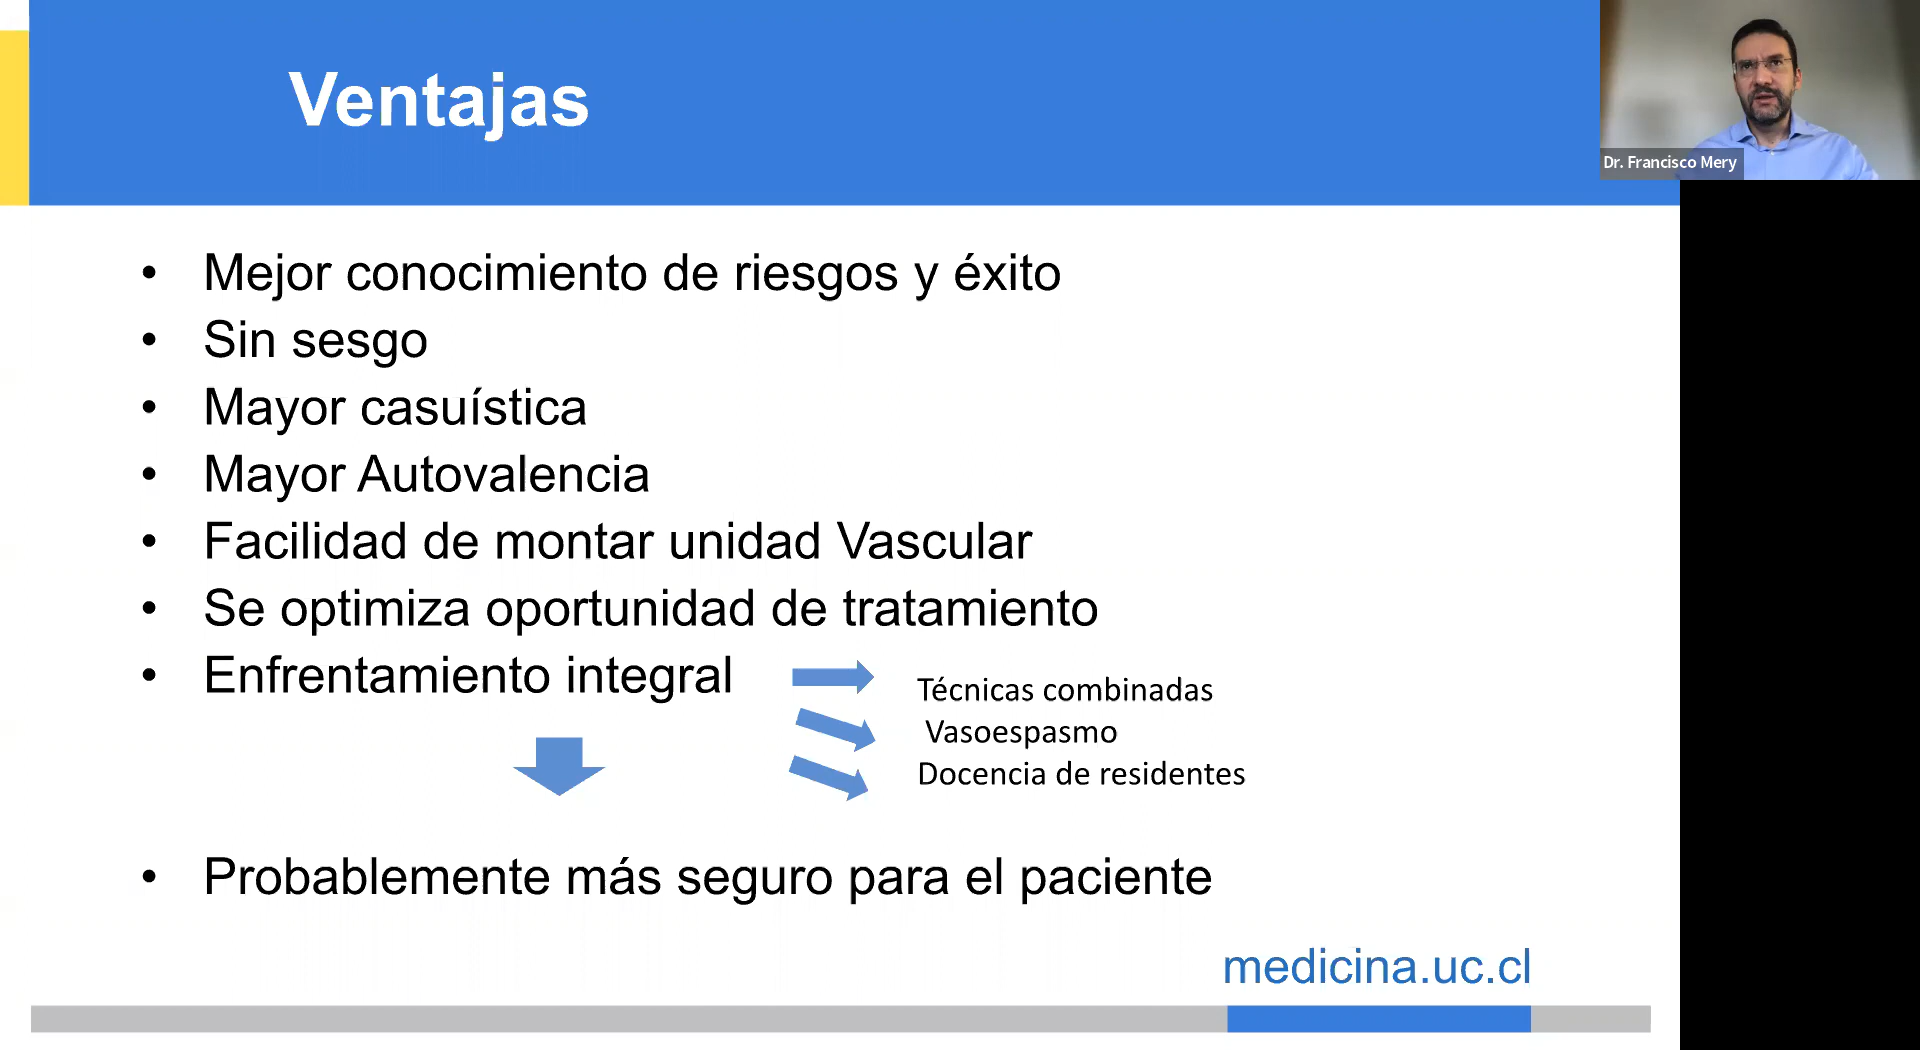 Ventajas
Dr. Francisco Mery
• Mejor conocimiento de riesgos y éxito
• Sin sesgo
• Mayor casuística
• Mayor Autovalencia
• Facilidad de montar unidad Vascular
• Se optimiza oportunidad de tratamiento
• Enfrentamiento integral
Técnicas combinadas
Vasoespasmo
Docencia de residentes
• Probablemente más seguro para el paciente
medicina.uc.cl